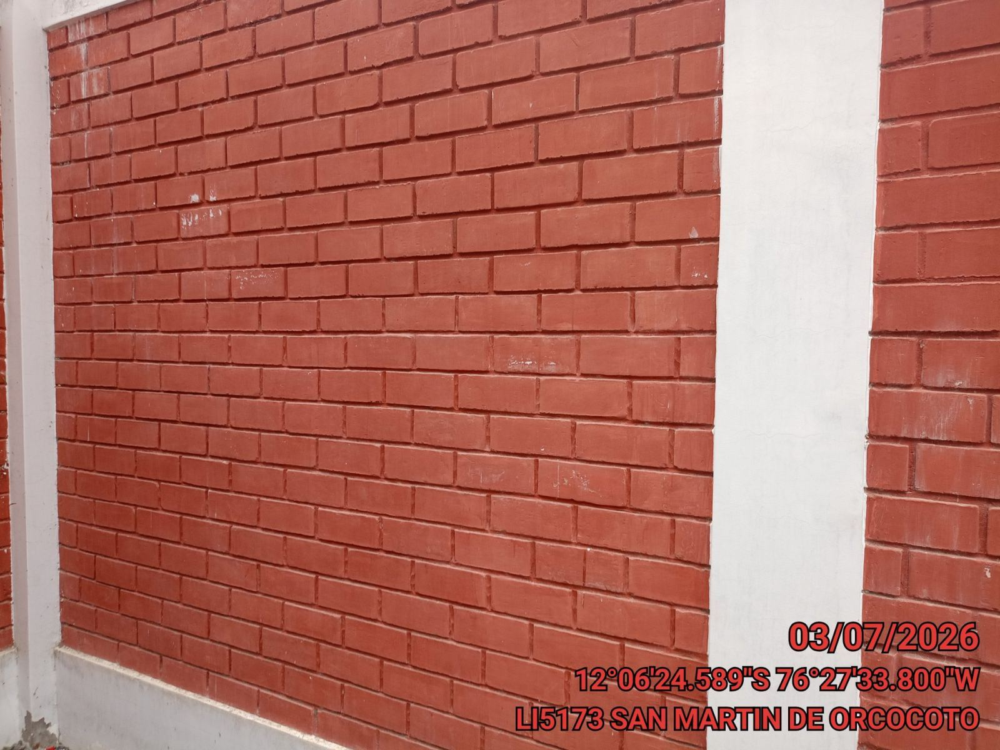 03/07/2026
12°06'24.589"S 76°27'33.800"W
LI5173 SAN MARTIN DE ORCOCOTO